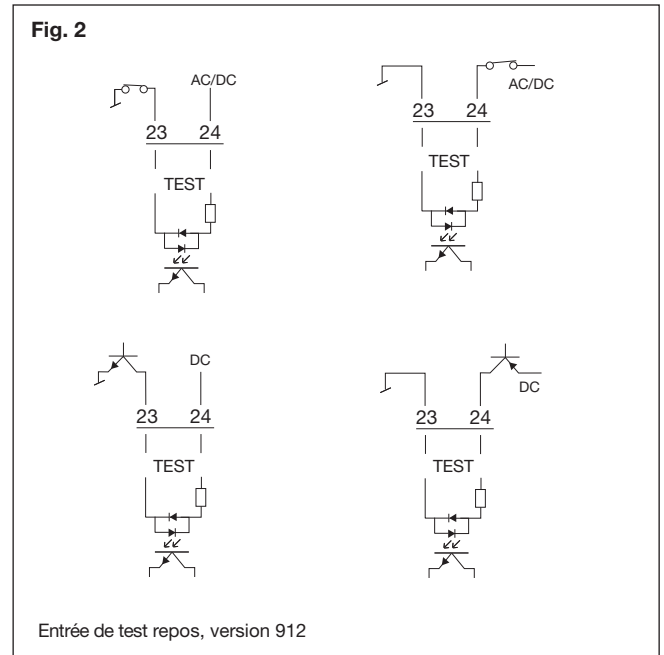 Fig. 2
AC/DC
23 24
TEST
AC/DC
23 24
TEST
DC
23 24
TEST
DC
23 24
TEST
Entrée de test repos, version 912